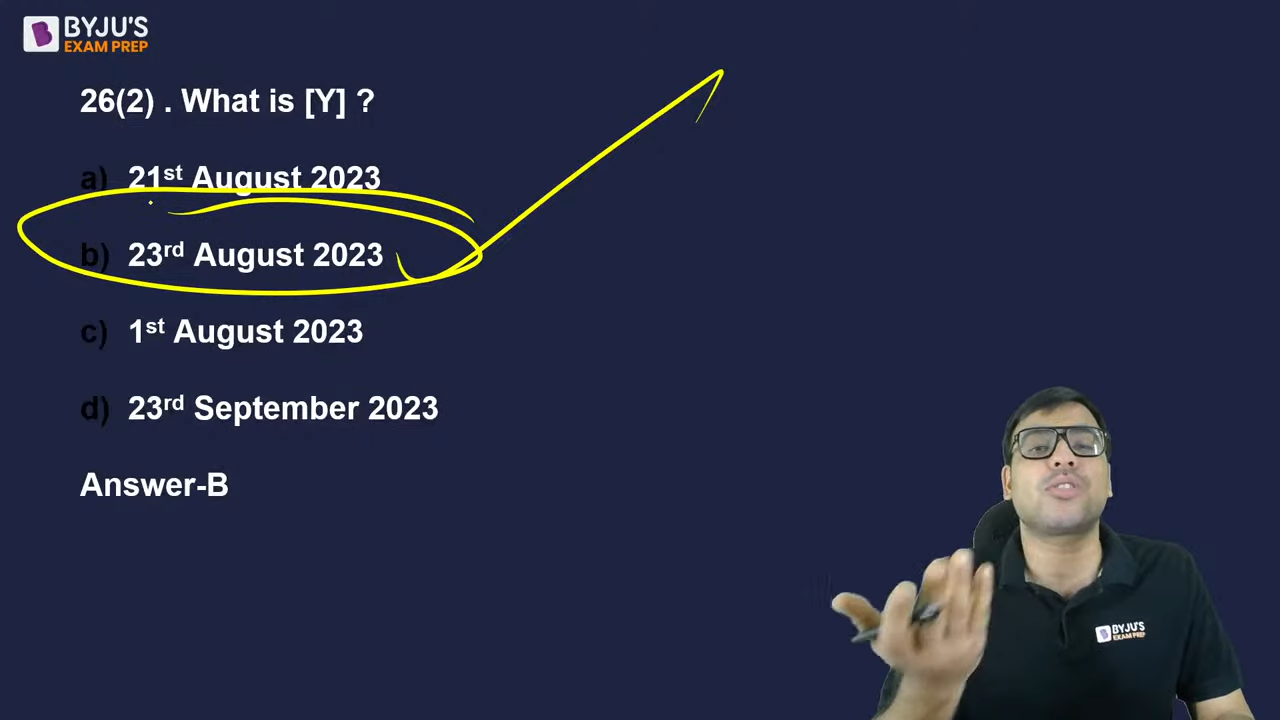 BYJU'S
EXAM PREP
26(2) . What is [Y] ?
a) 21st August 2023
b) 23rd August 2023
c) 1st August 2023
d) 23rd September 2023
Answer-B
BYJU'S
EXAM PREP